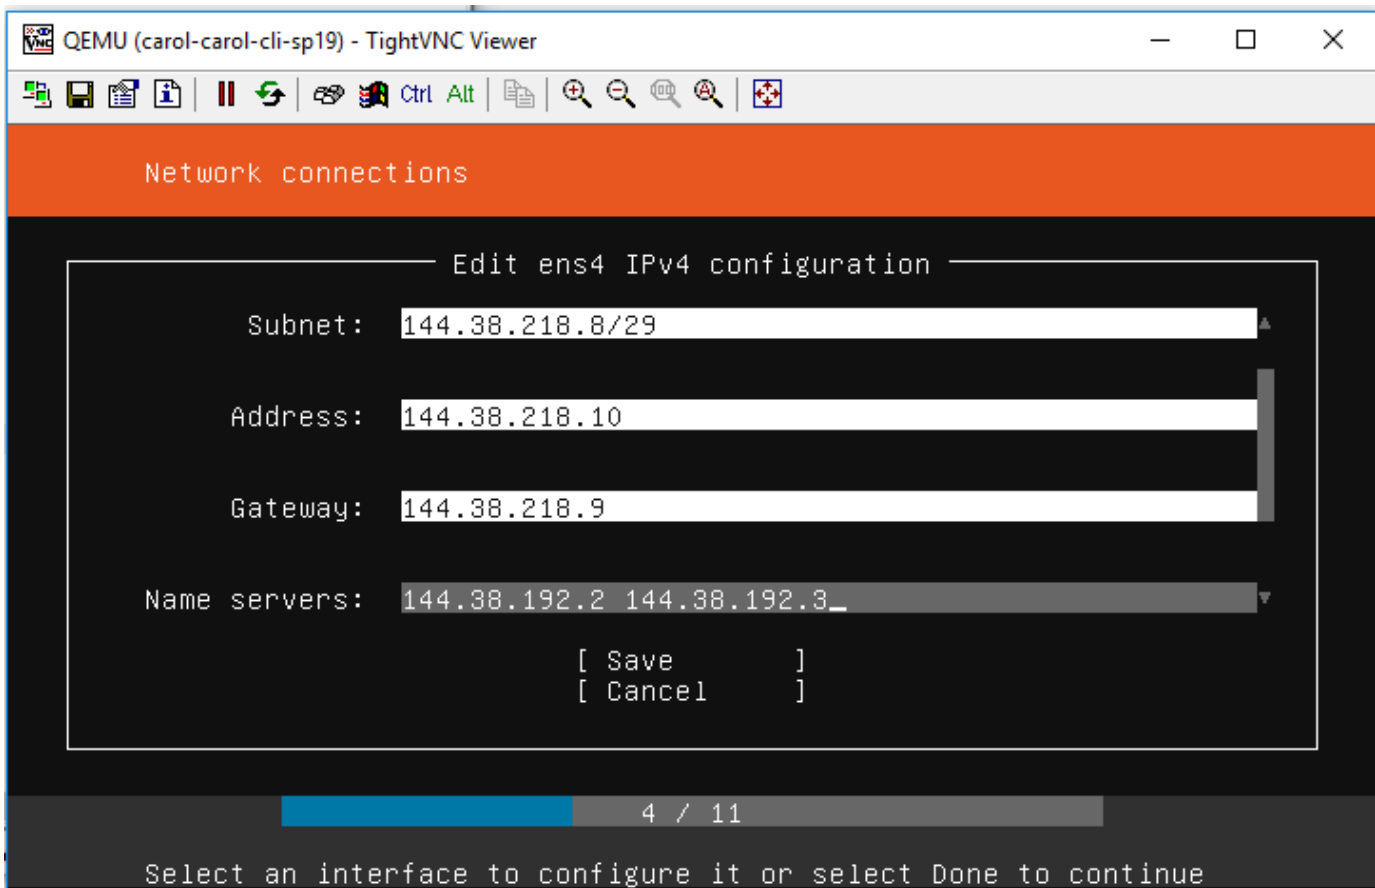 QEMU (carol-carol-cli-sp19) - TightVNC Viewer
Ctrl Alt
Network connections
Edit ens4 IPv4 configuration
Subnet: 144.38.218.8/29
Address: 144.38.218.10
Gateway: 144.38.218.9
Name servers: 144.38.192.2 144.38.192.3_
[ Save ]
[ Cancel ]
4 / 11
Select an interface to configure it or select Done to continue